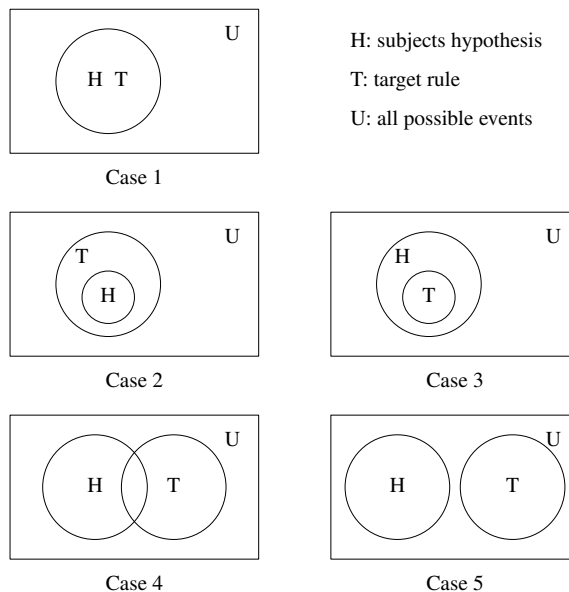 U
H T
H: subjects hypothesis
T: target rule
U: all possible events
Case 1
U
T
H
Case 2
U
H
T
Case 3
U
H T
Case 4
U
H T
Case 5